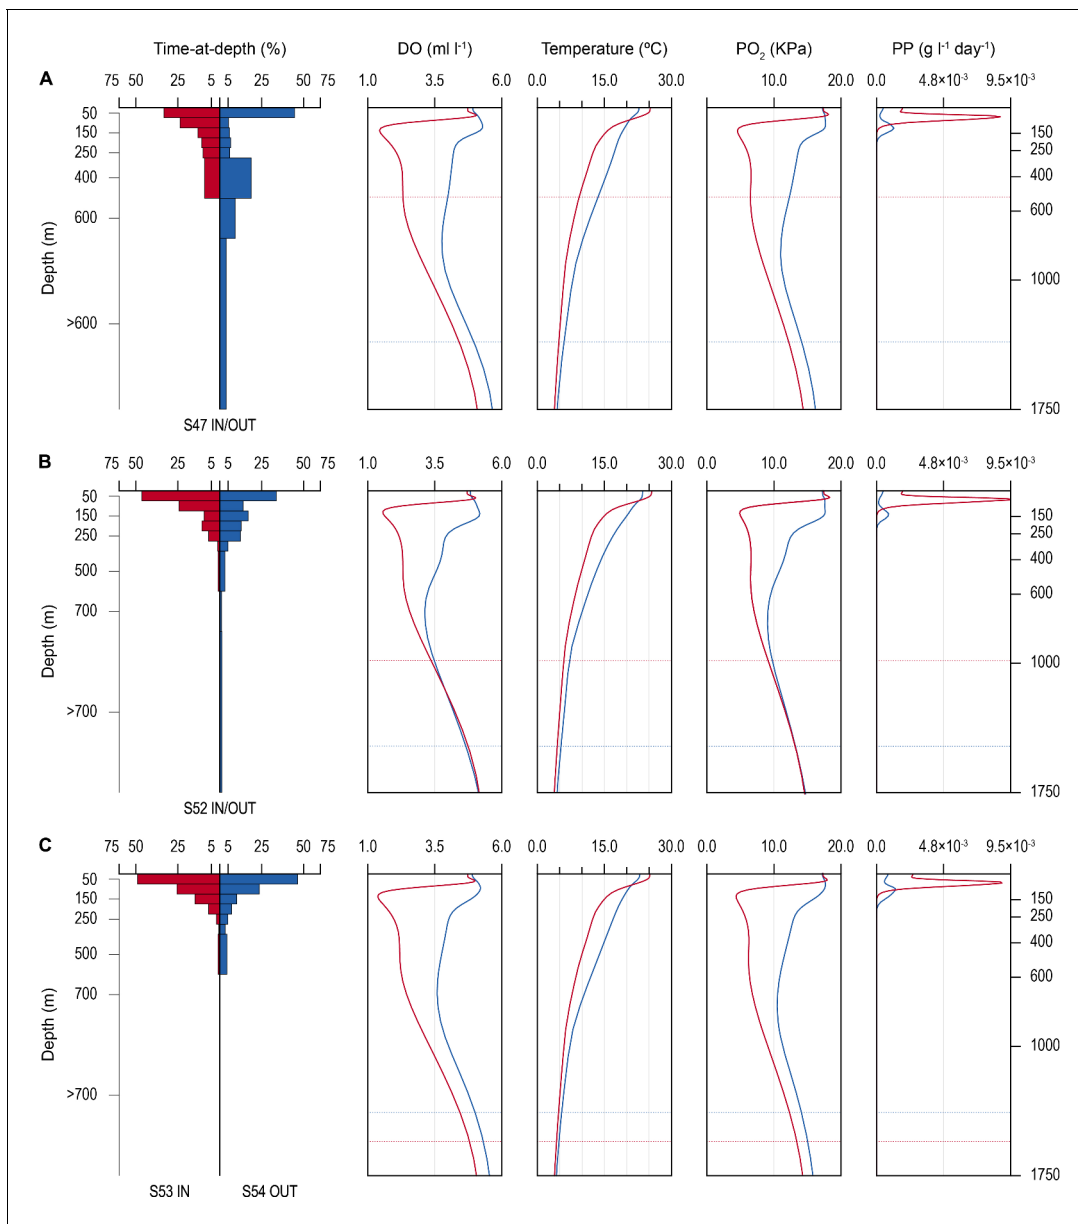 Time-at-depth (%) DO (ml l⁻¹) Temperature (ºC) PO₂ (KPa) PP (g l⁻¹ day⁻¹)
A 75 50 25 5 5 25 50 75 1.0 3.5 6.0 0.0 15.0 30.0 0.0 10.0 20.0 0.0 4.8×10⁻³ 9.5×10⁻³
50
150 150
250 250
400 400
600 600
Depth (m)
1000
>600
1750
S47 IN/OUT
B 75 50 25 5 5 25 50 75 1.0 3.5 6.0 0.0 15.0 30.0 0.0 10.0 20.0 0.0 4.8×10⁻³ 9.5×10⁻³
50
150 150
250 250
400
500
600
700
Depth (m)
1000
>700
1750
S52 IN/OUT
C 75 50 25 5 5 25 50 75 1.0 3.5 6.0 0.0 15.0 30.0 0.0 10.0 20.0 0.0 4.8×10⁻³ 9.5×10⁻³
50
150 150
250 250
400
500
600
700
Depth (m)
1000
>700
1750
S53 IN S54 OUT